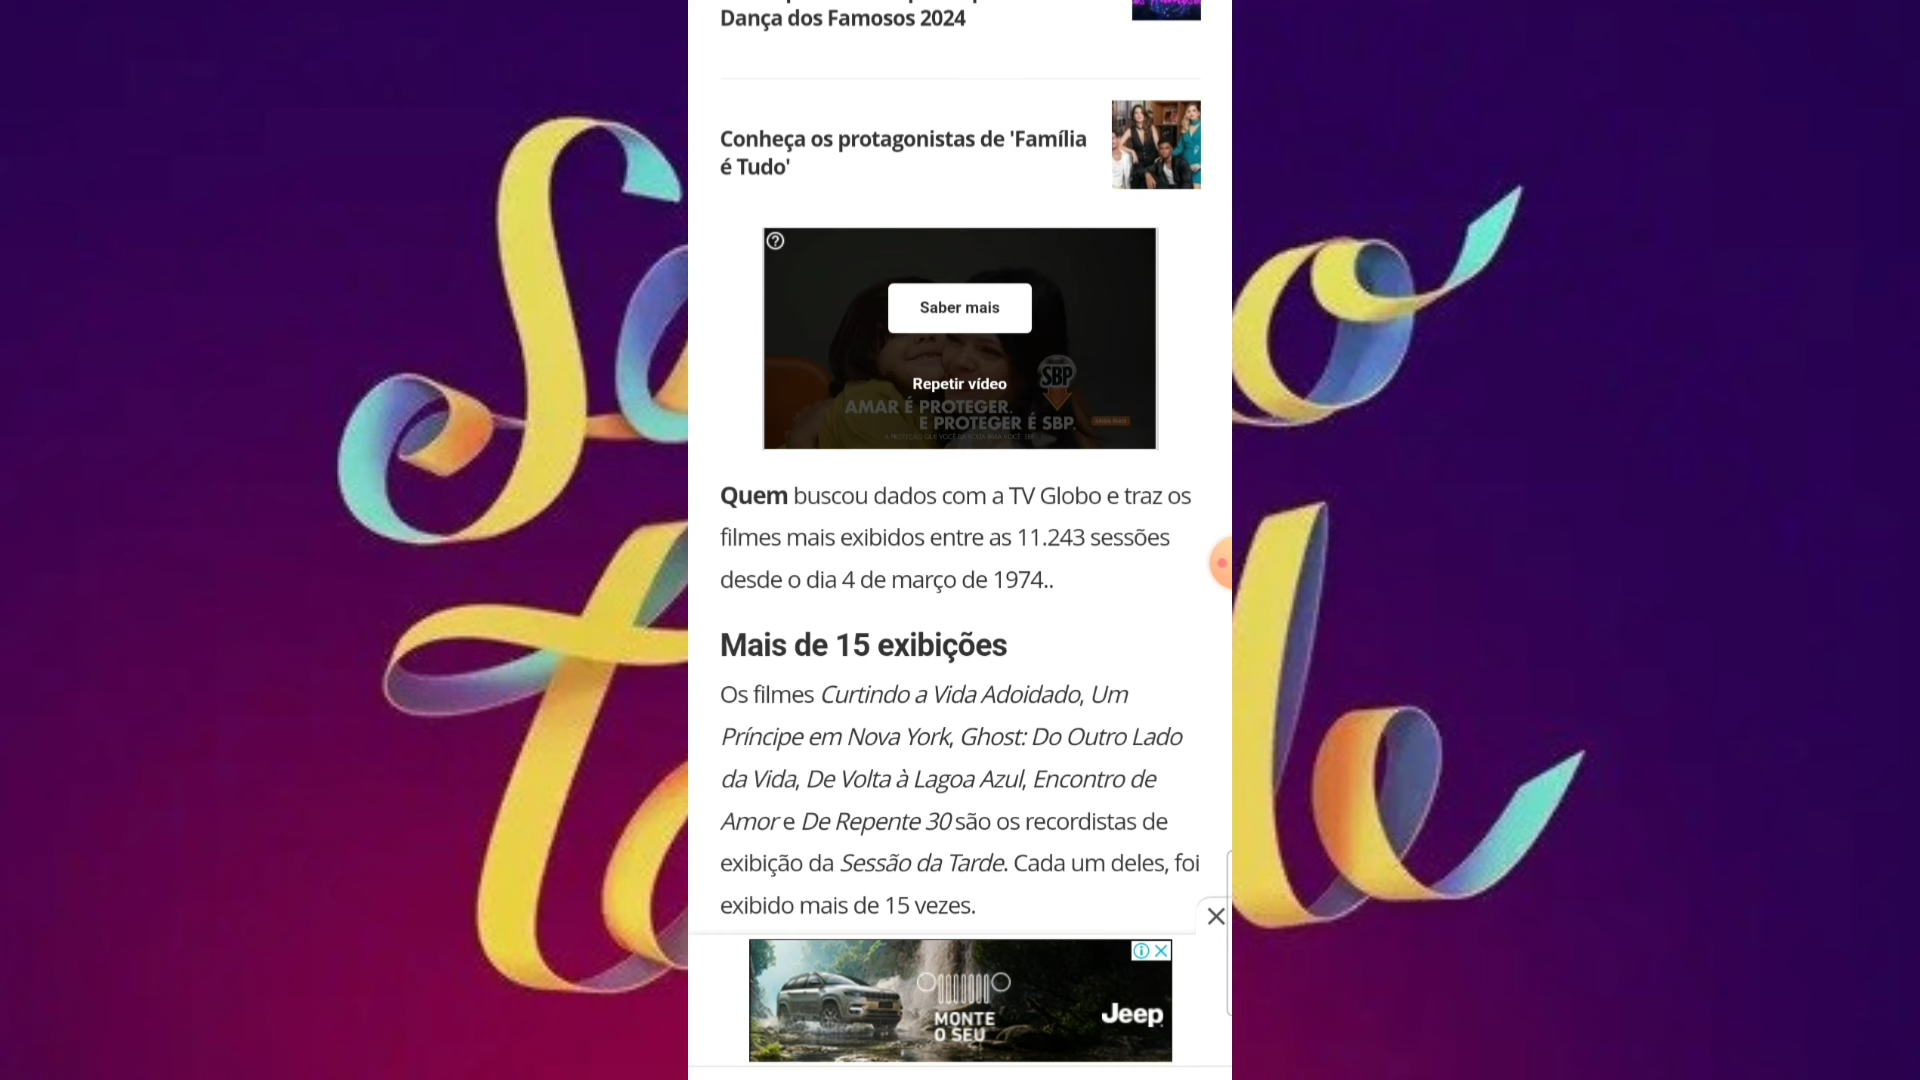 Dança dos Famosos 2024
Conheça os protagonistas de 'Família
é Tudo'
Saber mais
Repetir vídeo
SBP
AMAR É PROTEGER.
E PROTEGER É SBP.
Quem buscou dados com a TV Globo e traz os
filmes mais exibidos entre as 11.243 sessões
desde o dia 4 de março de 1974..
Mais de 15 exibições
Os filmes Curtindo a Vida Adoidado, Um
Príncipe em Nova York, Ghost: Do Outro Lado
da Vida, De Volta à Lagoa Azul, Encontro de
Amor e De Repente 30 são os recordistas de
exibição da Sessão da Tarde. Cada um deles, foi
exibido mais de 15 vezes.
MONTE
O SEU
Jeep